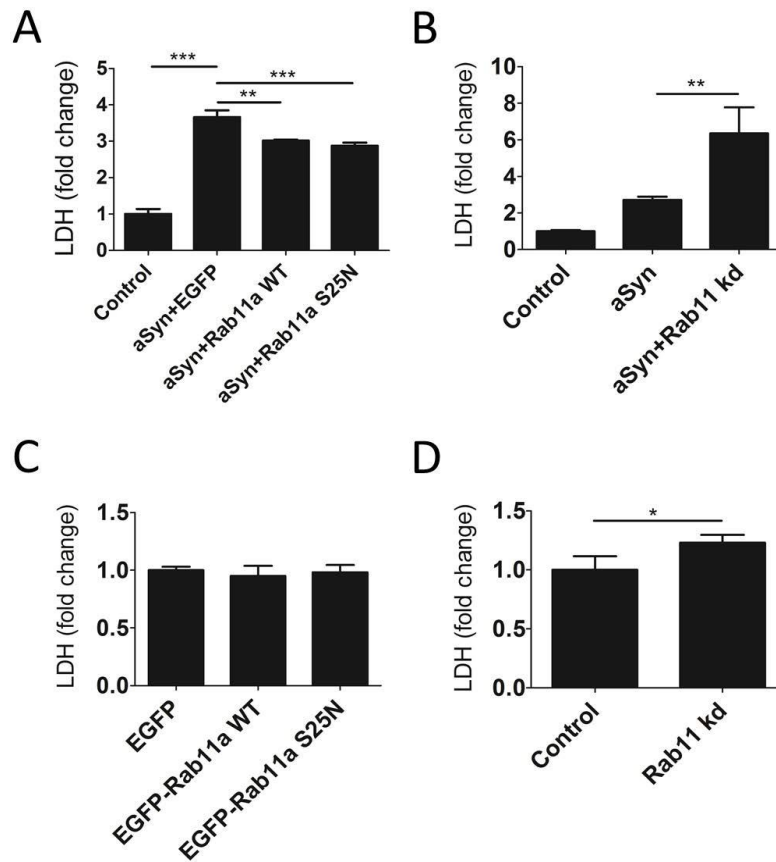 A
LDH (fold change)
5
4
3
2
1
0
***
***
**
Control
aSyn+EGFP
aSyn+Rab11a WT
aSyn+Rab11a S25N
B
LDH (fold change)
10
8
6
4
2
0
**
Control
aSyn
aSyn+Rab11 kd
C
LDH (fold change)
1.5
1.0
0.5
0.0
EGFP
EGFP-Rab11a WT
EGFP-Rab11a S25N
D
LDH (fold change)
1.5
1.0
0.5
0.0
*
Control
Rab11 kd